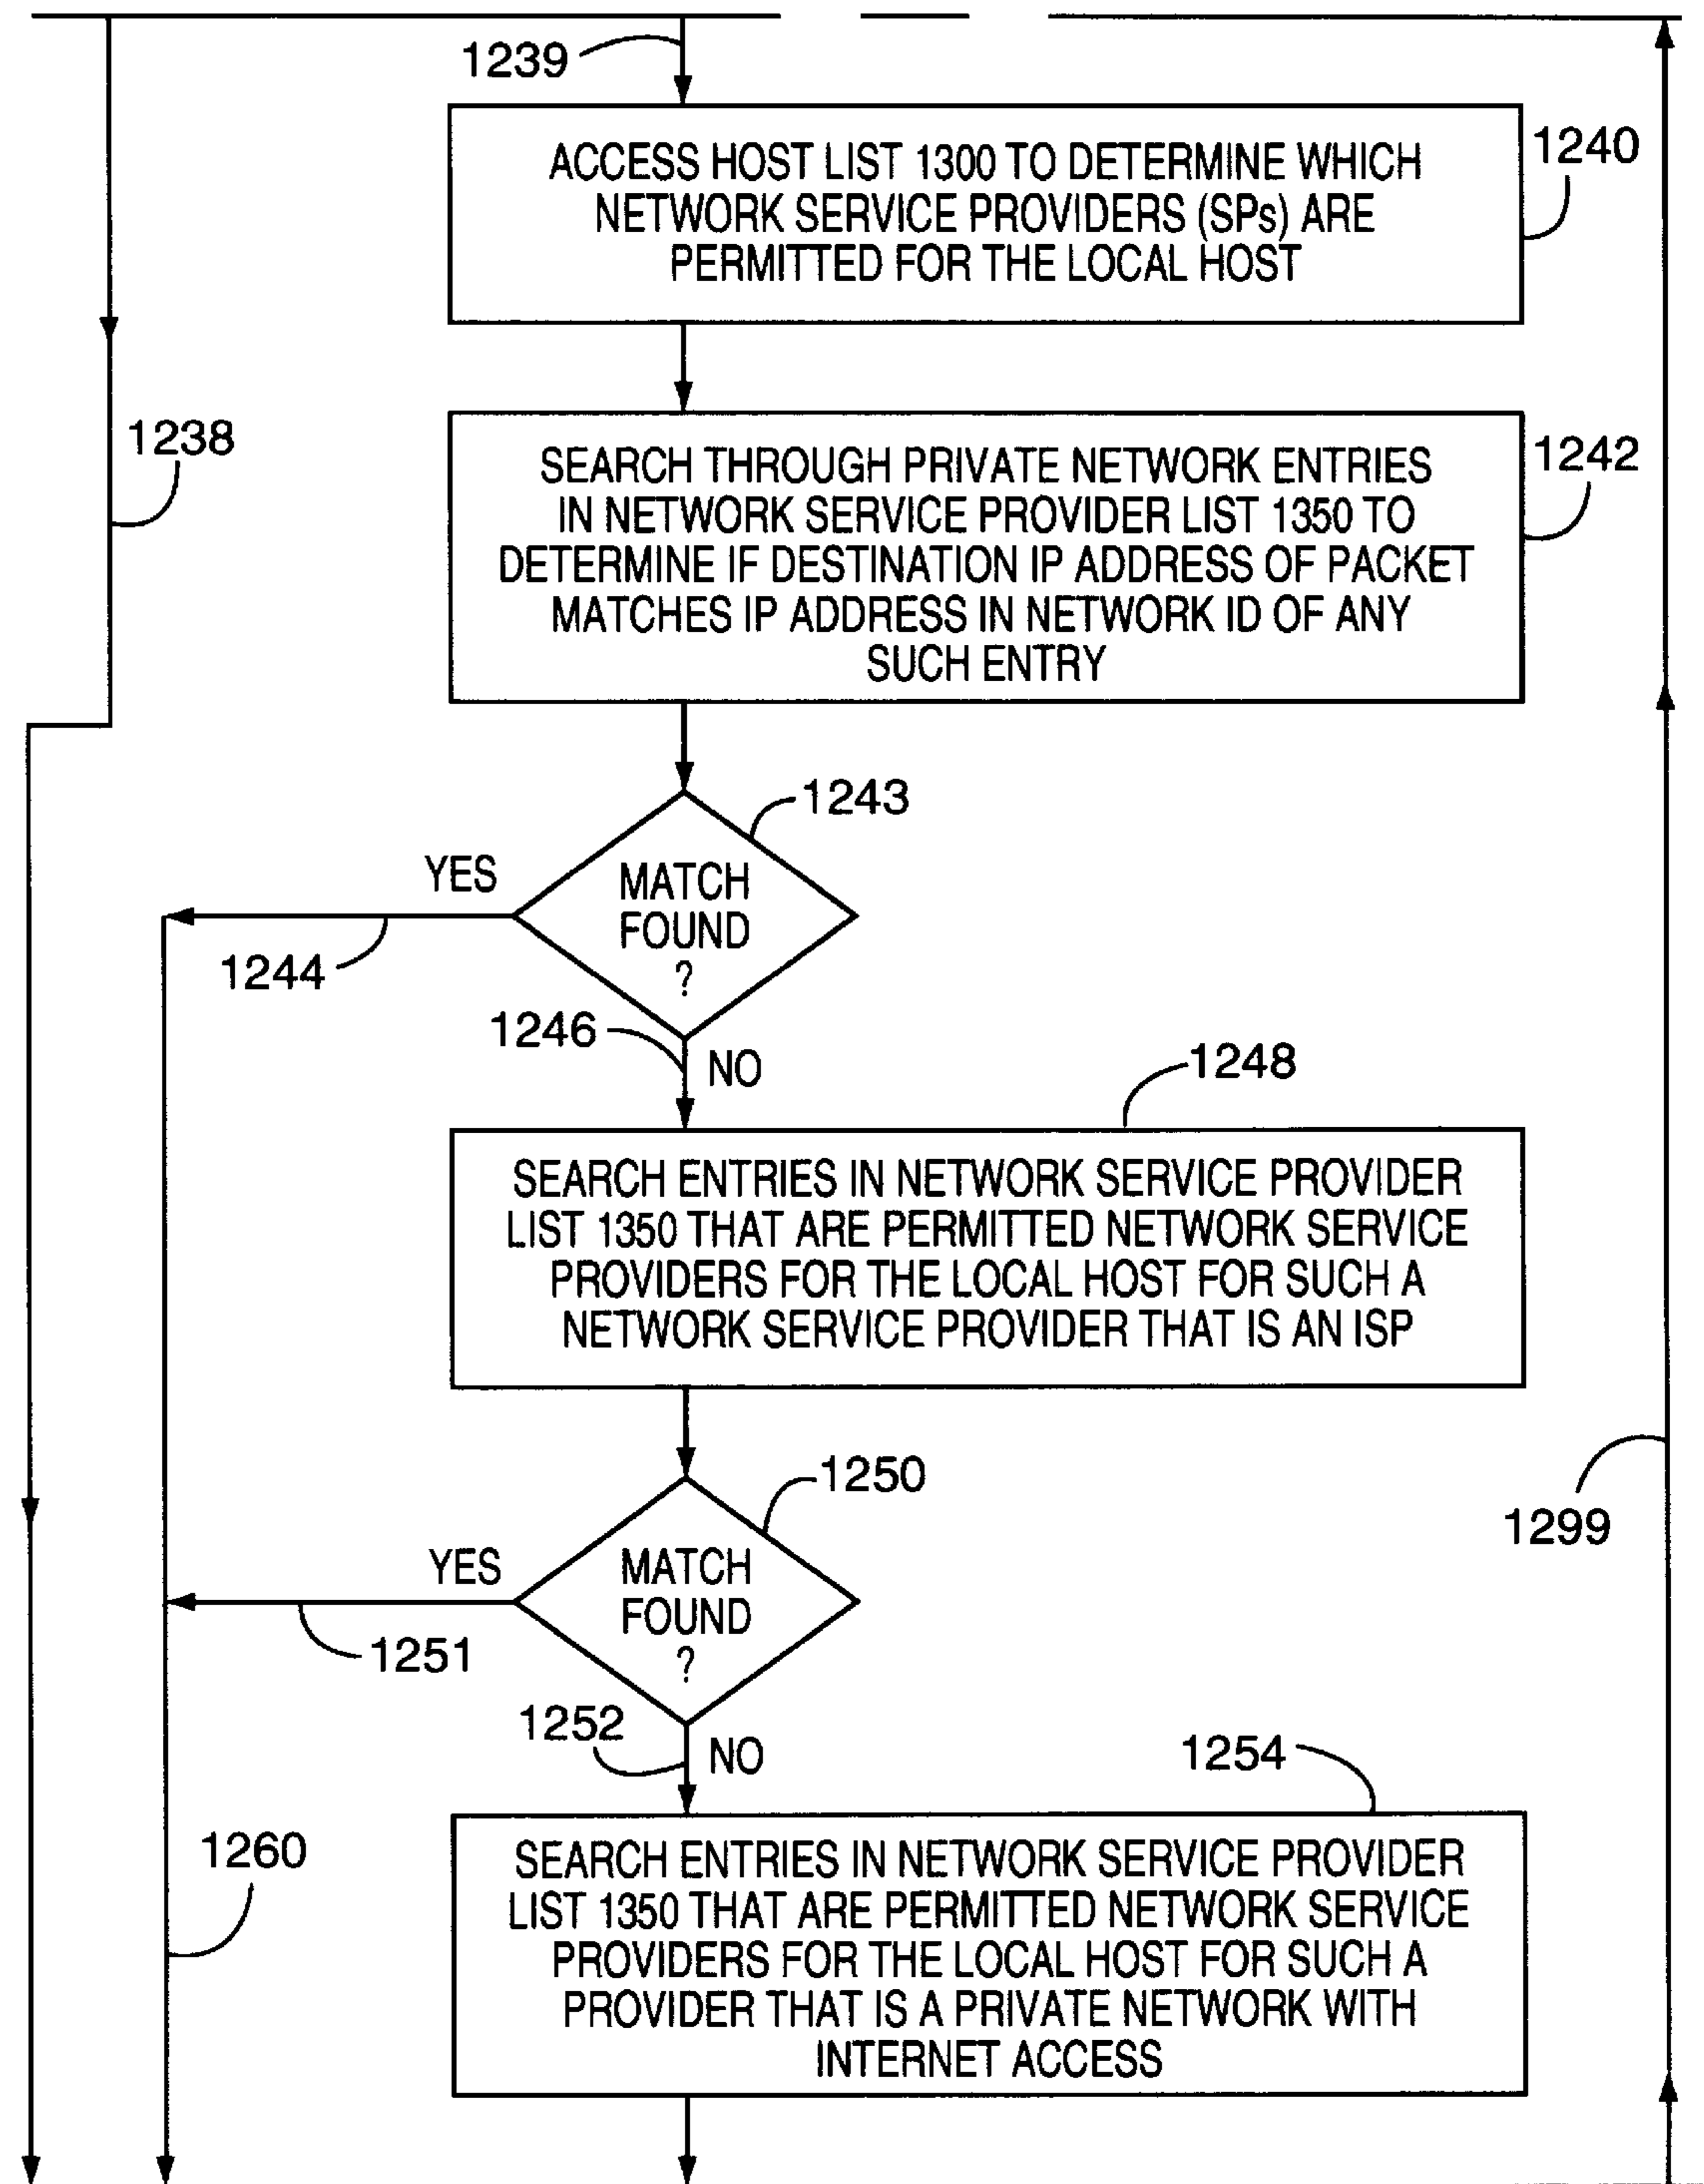 1239
1240
ACCESS HOST LIST 1300 TO DETERMINE WHICH
NETWORK SERVICE PROVIDERS (SPs) ARE
PERMITTED FOR THE LOCAL HOST
1238
1242
SEARCH THROUGH PRIVATE NETWORK ENTRIES
IN NETWORK SERVICE PROVIDER LIST 1350 TO
DETERMINE IF DESTINATION IP ADDRESS OF PACKET
MATCHES IP ADDRESS IN NETWORK ID OF ANY
SUCH ENTRY
1243
YES
MATCH
FOUND
?
1244
1246
NO
1248
SEARCH ENTRIES IN NETWORK SERVICE PROVIDER
LIST 1350 THAT ARE PERMITTED NETWORK SERVICE
PROVIDERS FOR THE LOCAL HOST FOR SUCH A
NETWORK SERVICE PROVIDER THAT IS AN ISP
1250
1299
YES
MATCH
FOUND
?
1251
1252
NO
1254
1260
SEARCH ENTRIES IN NETWORK SERVICE PROVIDER
LIST 1350 THAT ARE PERMITTED NETWORK SERVICE
PROVIDERS FOR THE LOCAL HOST FOR SUCH A
PROVIDER THAT IS A PRIVATE NETWORK WITH
INTERNET ACCESS